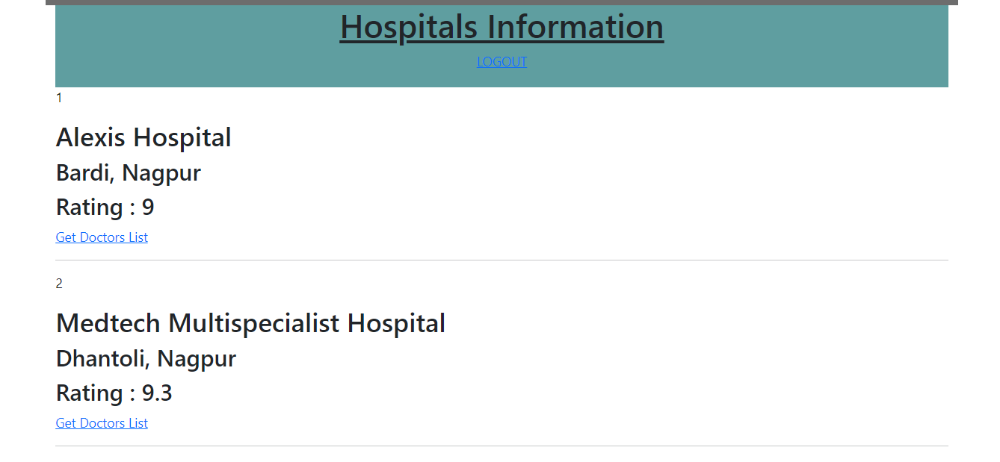 Hospitals Information
LOGOUT
1
Alexis Hospital
Bardi, Nagpur
Rating : 9
Get Doctors List
2
Medtech Multispecialist Hospital
Dhantoli, Nagpur
Rating : 9.3
Get Doctors List